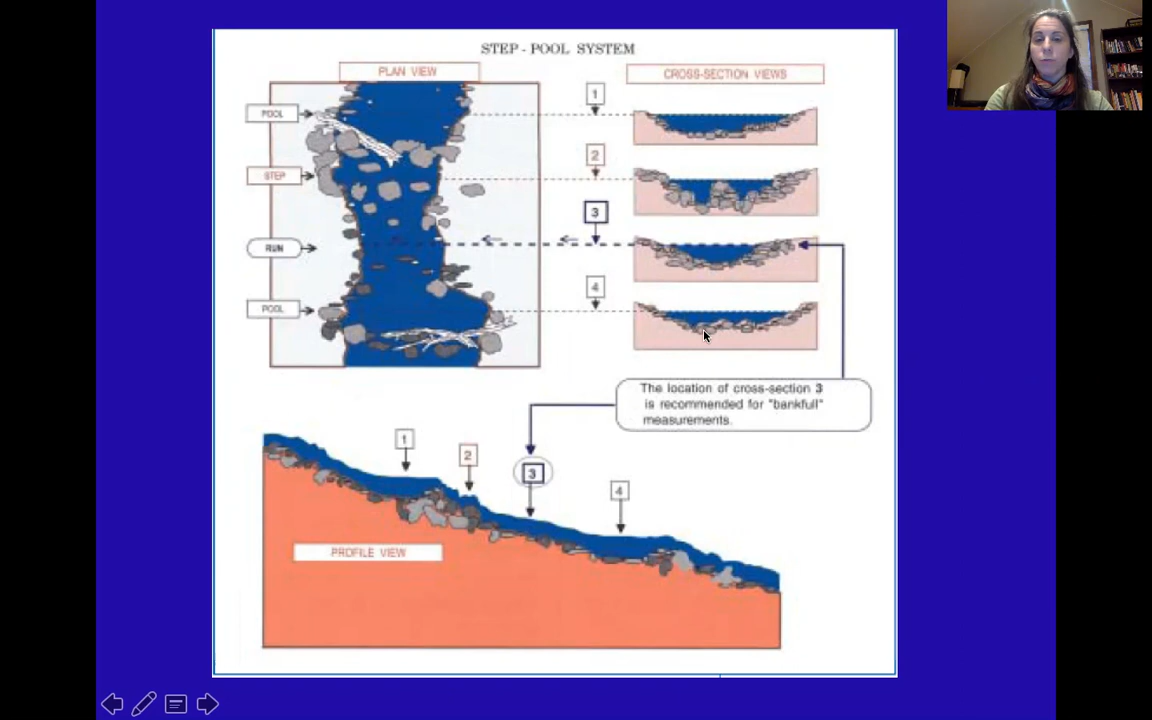 STEP - POOL SYSTEM
PLAN VIEW
CROSS-SECTION VIEWS
POOL
STEP
RUN
POOL
1
2
3
4
The location of cross-section 3
is recommended for "bankfull"
measurements.
1
2
3
4
PROFILE VIEW